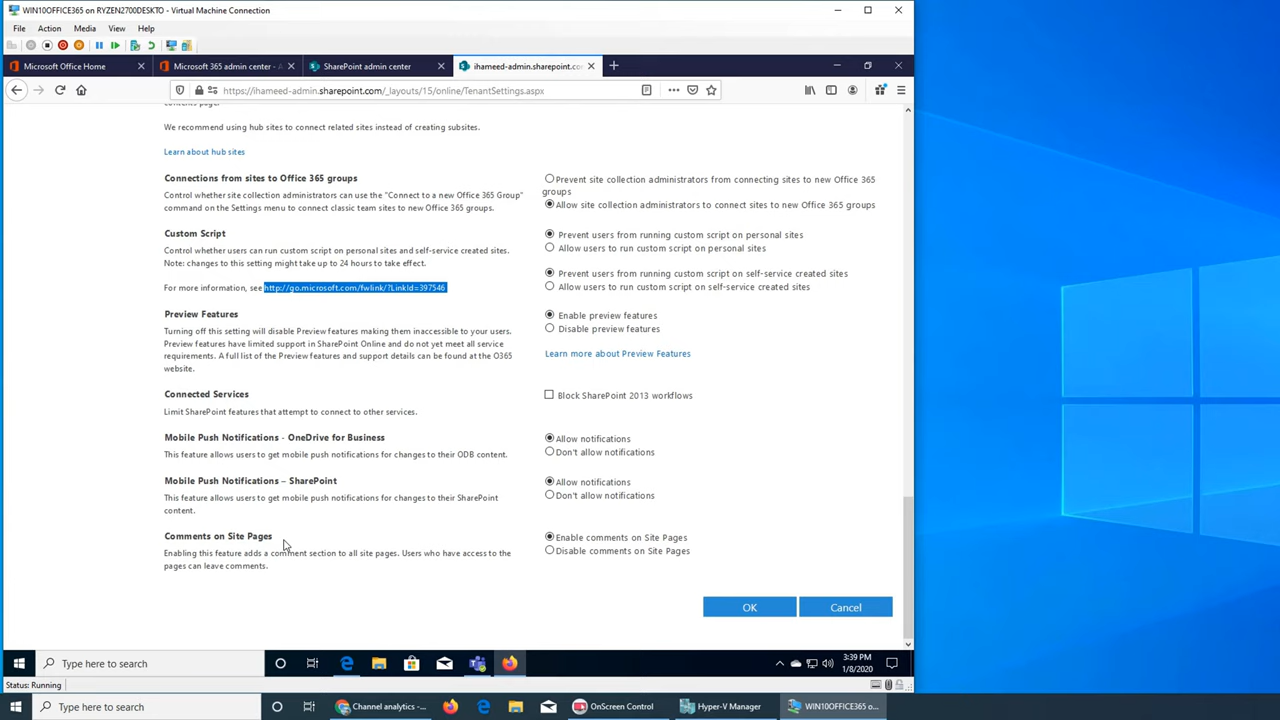 WIN10OFFICE365 on RYZEN2700DESKTO - Virtual Machine Connection
File Action Media View Help
Microsoft Office Home
Microsoft 365 admin center - A
SharePoint admin center
ihameed-admin.sharepoint.co
https://ihameed-admin.sharepoint.com/_layouts/15/online/TenantSettings.aspx
contents page.
We recommend using hub sites to connect related sites instead of creating subsites.
Learn about hub sites
Connections from sites to Office 365 groups
Control whether site collection administrators can use the "Connect to a new Office 365 Group"
command on the Settings menu to connect classic team sites to new Office 365 groups.
Prevent site collection administrators from connecting sites to new Office 365
groups
Allow site collection administrators to connect sites to new Office 365 groups
Custom Script
Control whether users can run custom script on personal sites and self-service created sites.
Note: changes to this setting might take up to 24 hours to take effect.
For more information, see http://go.microsoft.com/fwlink/?LinkId=397546
Prevent users from running custom script on personal sites
Allow users to run custom script on personal sites
Prevent users from running custom script on self-service created sites
Allow users to run custom script on self-service created sites
Preview Features
Turning off this setting will disable Preview features making them inaccessible to your users.
Preview features have limited support in SharePoint Online and do not yet meet all service
requirements. A full list of the Preview features and support details can be found at the O365
website.
Enable preview features
Disable preview features
Learn more about Preview Features
Connected Services
Limit SharePoint features that attempt to connect to other services.
Block SharePoint 2013 workflows
Mobile Push Notifications - OneDrive for Business
This feature allows users to get mobile push notifications for changes to their ODB content.
Allow notifications
Don't allow notifications
Mobile Push Notifications – SharePoint
This feature allows users to get mobile push notifications for changes to their SharePoint
content.
Allow notifications
Don't allow notifications
Comments on Site Pages
Enabling this feature adds a comment section to all site pages. Users who have access to the
pages can leave comments.
Enable comments on Site Pages
Disable comments on Site Pages
OK
Cancel
Type here to search
3:39 PM
1/8/2020
Status: Running
Type here to search
Channel analytics -...
OnScreen Control
Hyper-V Manager
WIN10OFFICE365 o...